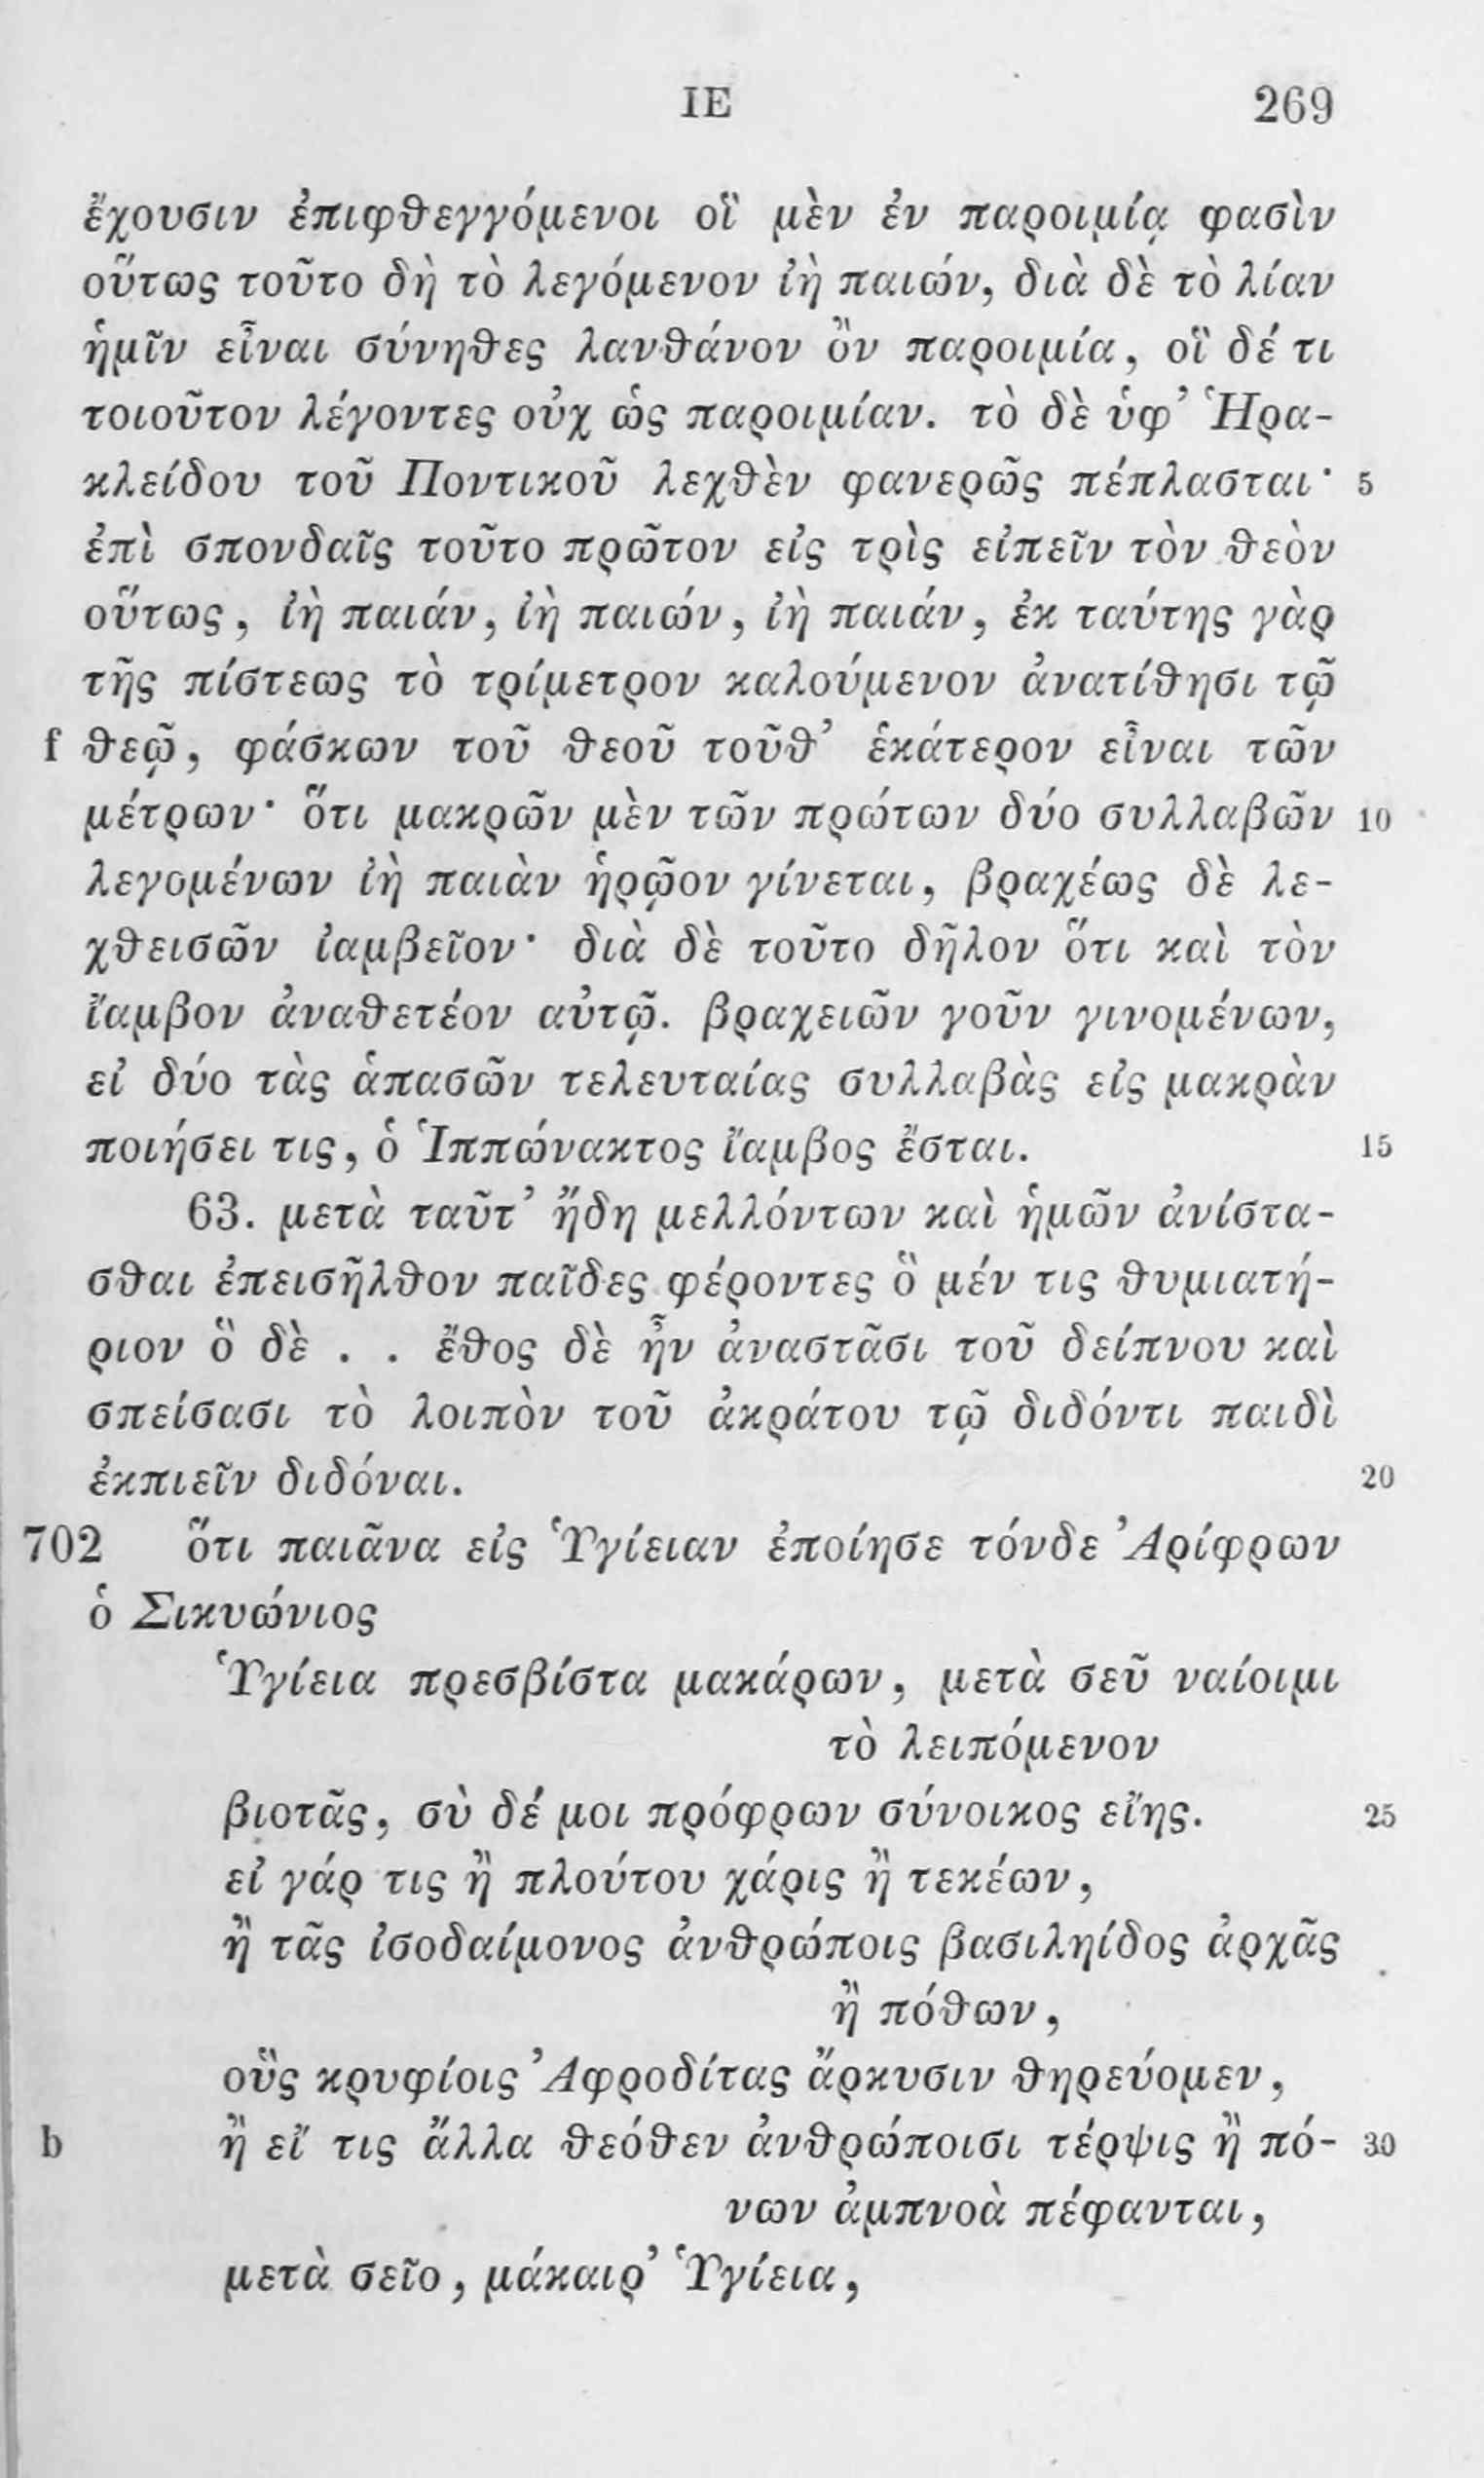 ΙΕ 269
ἔχουσιν ἐπιφθεγγόμενοι οἳ μὲν ἐν παροιμίᾳ φασὶν
οὕτως τοῦτο δὴ τὸ λεγόμενον ἰὴ παιών, διὰ δὲ τὸ λίαν
ἡμῖν εἶναι σύνηθες λανθάνον ὂν παροιμία, οἳ δέ τι
τοιοῦτον λέγοντες οὐχ ὡς παροιμίαν. τὸ δὲ ὑφ’ Ἡρα-
κλείδου τοῦ Ποντικοῦ λεχθὲν φανερῶς πέπλασται· 5
ἐπὶ σπονδαῖς τοῦτο πρῶτον εἰς τρὶς εἰπεῖν τὸν θεὸν
οὕτως, ἰὴ παιάν, ἰὴ παιών, ἰὴ παιάν, ἐκ ταύτης γὰρ
τῆς πίστεως τὸ τρίμετρον καλούμενον ἀνατίθησι τῷ
f θεῷ, φάσκων τοῦ θεοῦ τοῦθ’ ἑκάτερον εἶναι τῶν
μέτρων· ὅτι μακρῶν μὲν τῶν πρώτων δύο συλλαβῶν 10
λεγομένων ἰὴ παιὰν ἡρῷον γίνεται, βραχέως δὲ λε-
χθεισῶν ἰαμβεῖον· διὰ δὲ τοῦτο δῆλον ὅτι καὶ τὸν
ἴαμβον ἀναθετέον αὐτῷ. βραχειῶν γοῦν γινομένων,
εἰ δύο τὰς ἁπασῶν τελευταίας συλλαβὰς εἰς μακρὰν
ποιήσει τις, ὁ Ἱππώνακτος ἴαμβος ἔσται. 15
63. μετὰ ταῦτ’ ἤδη μελλόντων καὶ ἡμῶν ἀνίστα-
σθαι ἐπεισῆλθον παῖδες φέροντες ὃ μέν τις θυμιατή-
ριον ὃ δὲ . . ἔθος δὲ ἦν ἀναστᾶσι τοῦ δείπνου καὶ
σπείσασι τὸ λοιπὸν τοῦ ἀκράτου τῷ διδόντι παιδὶ
ἐκπιεῖν διδόναι. 20
702 ὅτι παιᾶνα εἰς Ὑγίειαν ἐποίησε τόνδε Ἀρίφρων
ὁ Σικυώνιος
Ὑγίεια πρεσβίστα μακάρων, μετὰ σεῦ ναίοιμι
τὸ λειπόμενον
βιοτᾶς, σὺ δέ μοι πρόφρων σύνοικος εἴης. 25
εἰ γάρ τις ἢ πλούτου χάρις ἢ τεκέων,
ἢ τᾶς ἰσοδαίμονος ἀνθρώποις βασιληίδος ἀρχᾶς
ἢ πόθων,
οὓς κρυφίοις Ἀφροδίτας ἄρκυσιν θηρεύομεν,
b ἢ εἴ τις ἄλλα θεόθεν ἀνθρώποισι τέρψις ἢ πό- 30
νων ἀμπνοὰ πέφανται,
μετὰ σεῖο, μάκαιρ’ Ὑγίεια,